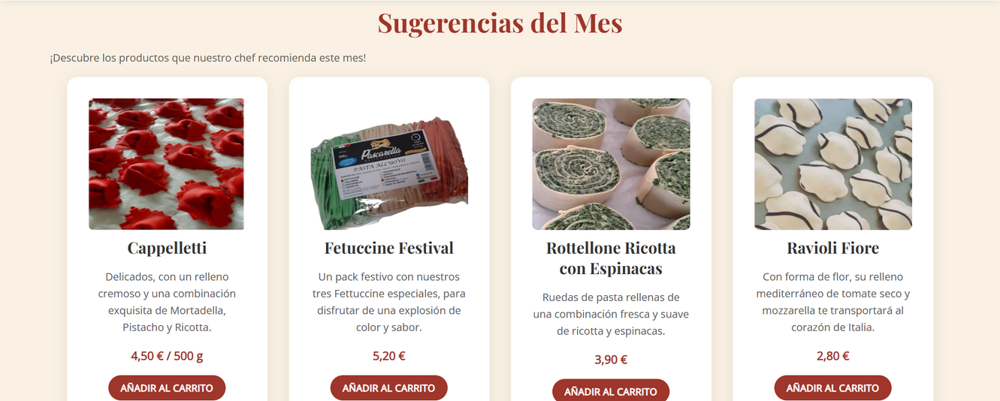 Sugerencias del Mes
¡Descubre los productos que nuestro chef recomienda este mes!
Cappelletti
Delicados, con un relleno
cremoso y una combinación
exquisita de Mortadella,
Pistacho y Ricotta.
4,50 € / 500 g
AÑADIR AL CARRITO
Pascarella
PASTA ALL'UOVO
Fetuccine Festival
Un pack festivo con nuestros
tres Fettuccine especiales, para
disfrutar de una explosión de
color y sabor.
5,20 €
AÑADIR AL CARRITO
Rottellone Ricotta
con Espinacas
Ruedas de pasta rellenas de
una combinación fresca y suave
de ricotta y espinacas.
3,90 €
AÑADIR AL CARRITO
Ravioli Fiore
Con forma de flor, su relleno
mediterráneo de tomate seco y
mozzarella te transportará al
corazón de Italia.
2,80 €
AÑADIR AL CARRITO